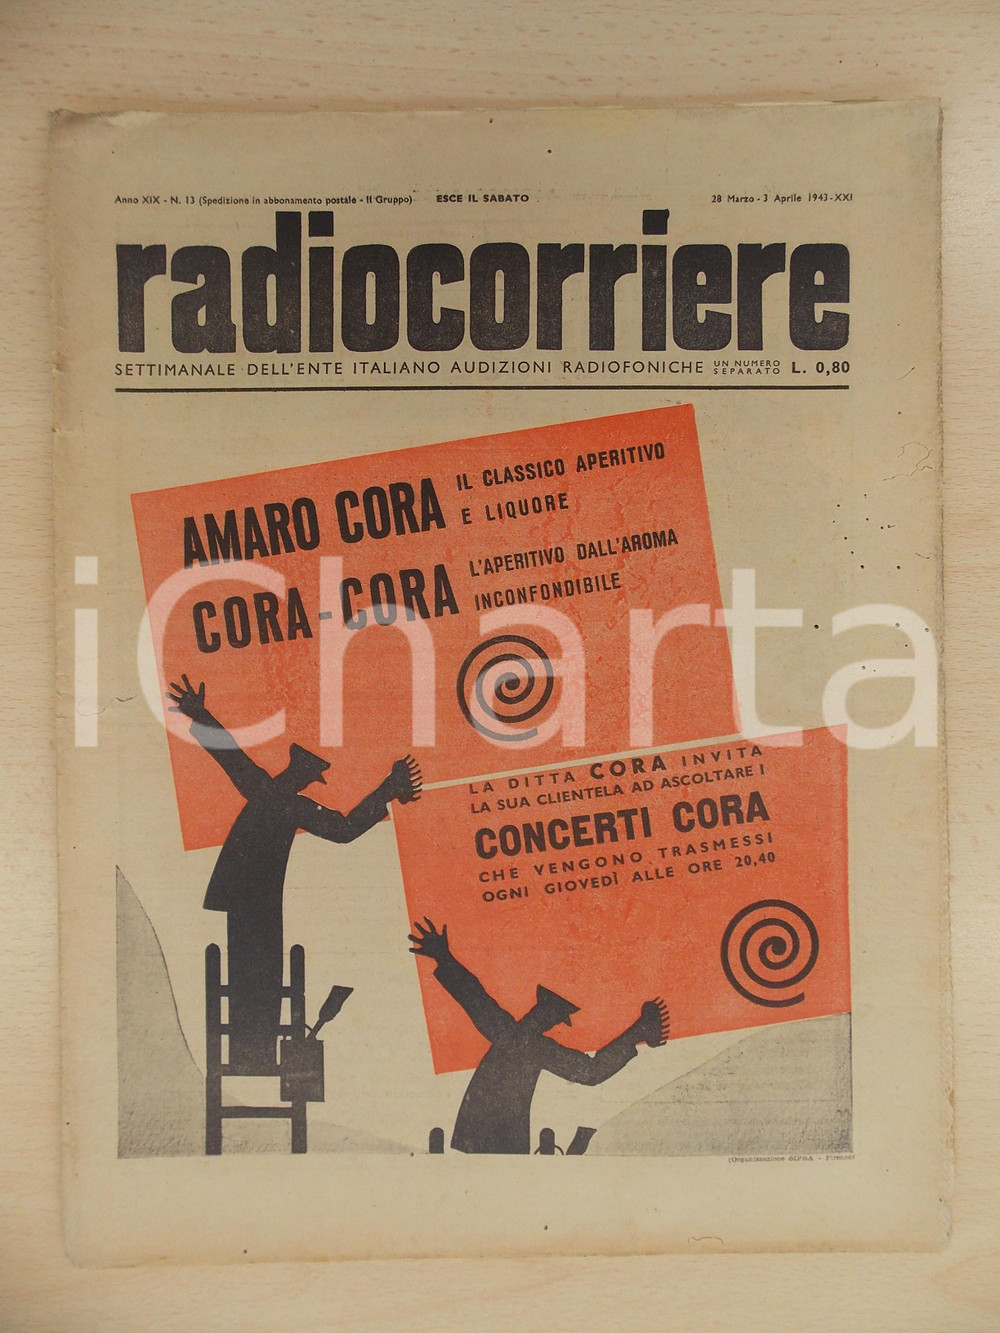 Anno XIX - N. 13 (Spedizione in abbonamento postale - II Gruppo) ESCE IL SABATO 28 Marzo - 3 Aprile 1943-XXI
radiocorriere
SETTIMANALE DELL'ENTE ITALIANO AUDIZIONI RADIOFONICHE UN NUMERO SEPARATO L. 0,80
AMARO CORA IL CLASSICO APERITIVO
E LIQUORE
CORA-CORA L'APERITIVO DALL'AROMA
INCONFONDIBILE
iCharta
LA DITTA CORA INVITA
LA SUA CLIENTELA AD ASCOLTARE I
CONCERTI CORA
CHE VENGONO TRASMESSI
OGNI GIOVEDÌ ALLE ORE 20,40
(Organizzazione SIPRA - Firenze)